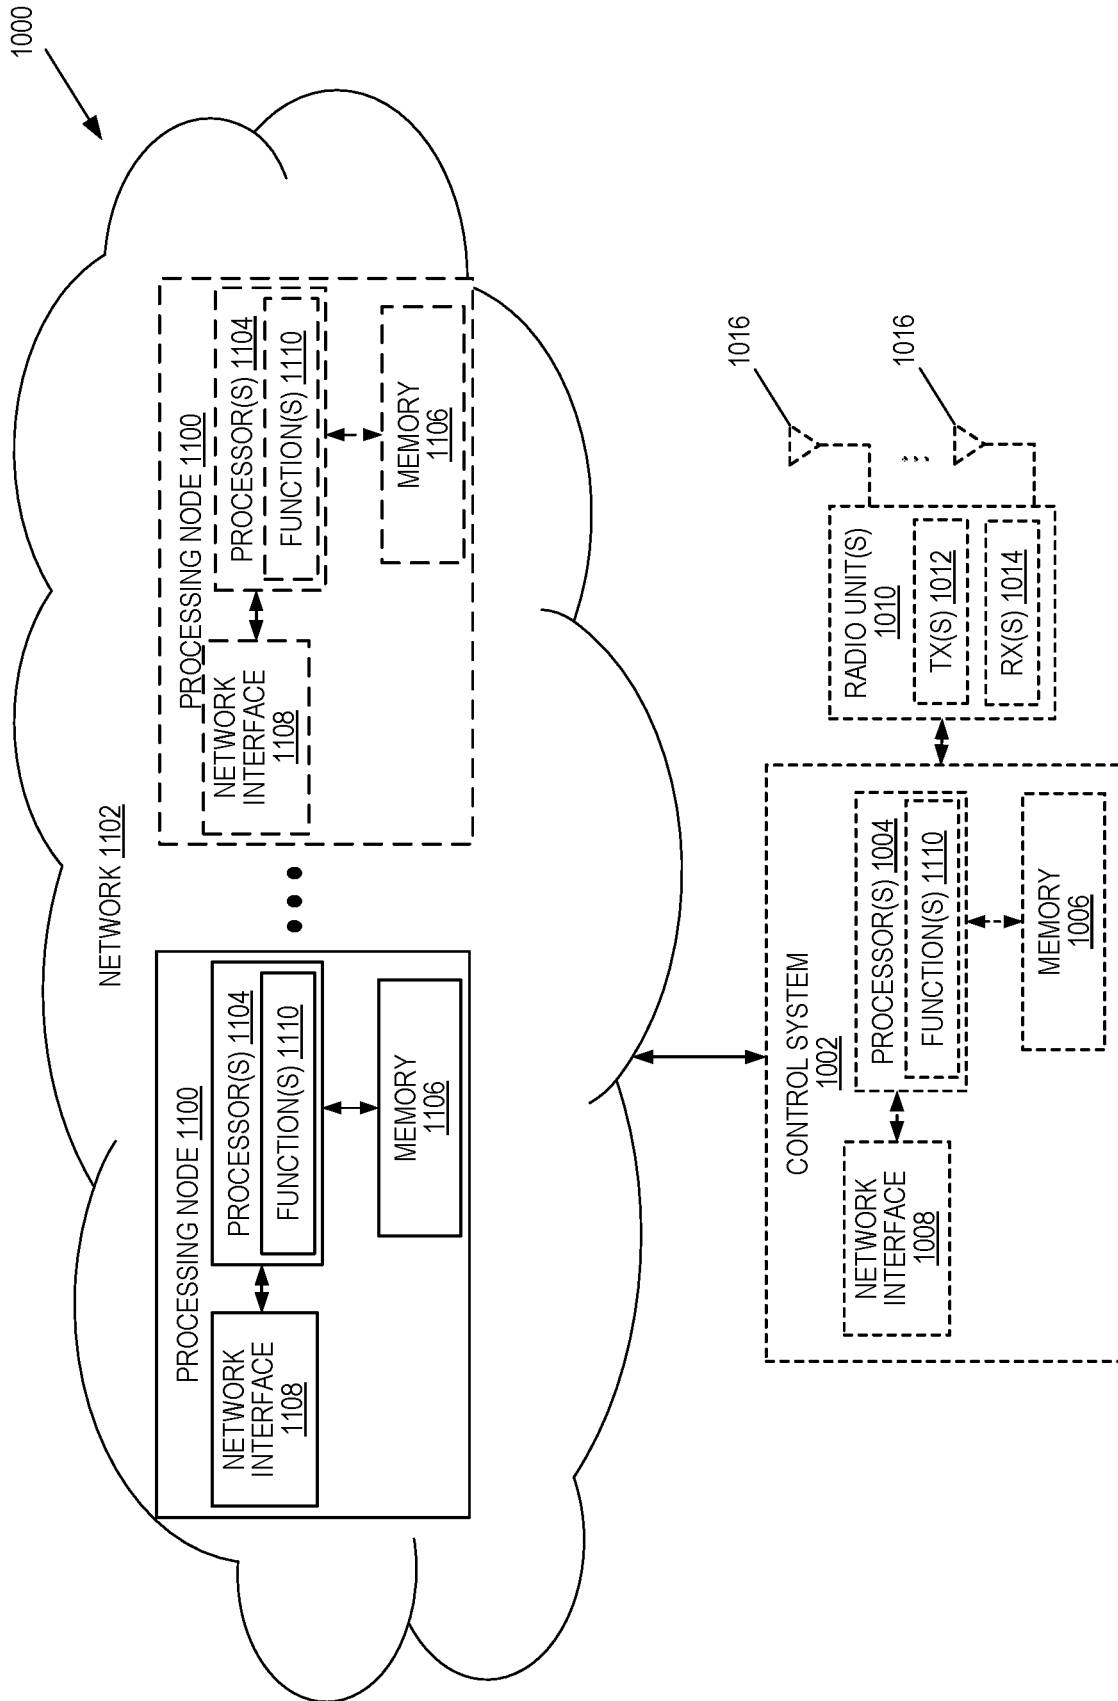 1000
NETWORK 1102
PROCESSING NODE 1100
NETWORK
INTERFACE
1108
PROCESSOR(S) 1104
FUNCTION(S) 1110
MEMORY
1106
PROCESSING NODE 1100
NETWORK
INTERFACE
1108
PROCESSOR(S) 1104
FUNCTION(S) 1110
MEMORY
1106
CONTROL SYSTEM
1002
NETWORK
INTERFACE
1008
PROCESSOR(S) 1004
FUNCTION(S) 1110
MEMORY
1006
RADIO UNIT(S)
1010
TX(S) 1012
RX(S) 1014
1016
1016